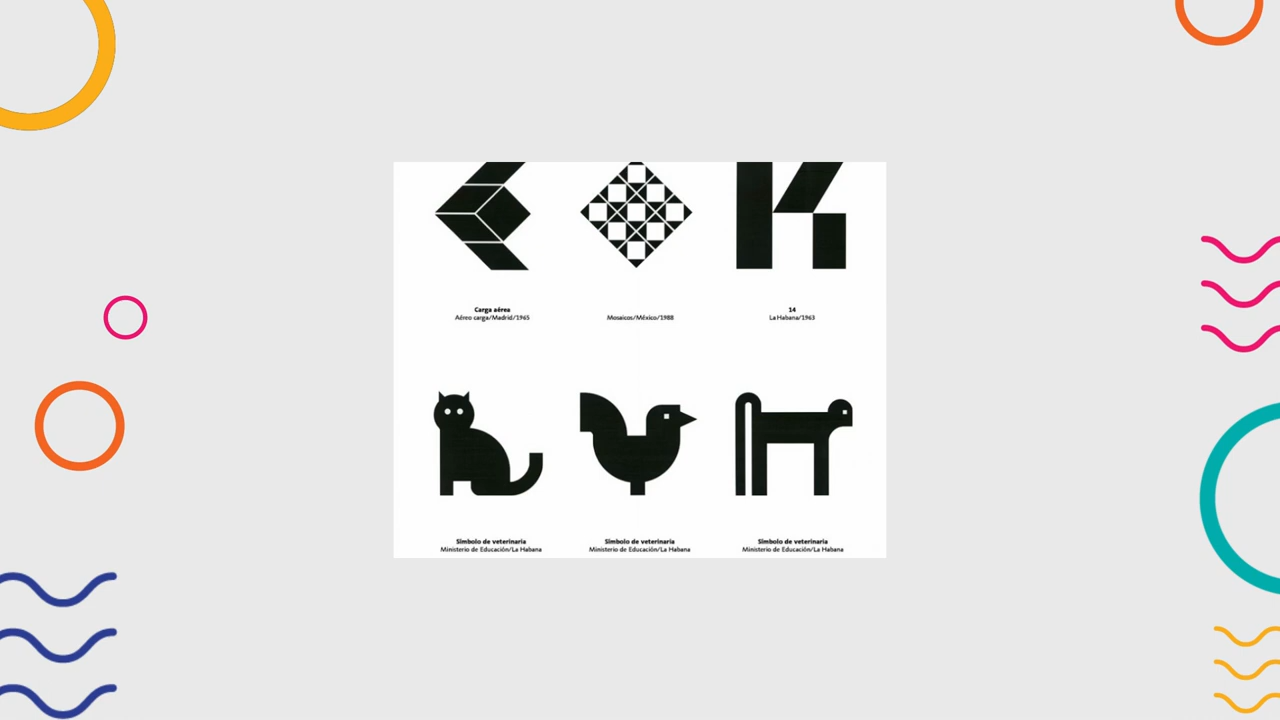 Carga aérea
Aéreo carga/Madrid/1965
Mosaicos/México/1988
14
La Habana/1963
Símbolo de veterinaria
Ministerio de Educación/La Habana
Símbolo de veterinaria
Ministerio de Educación/La Habana
Símbolo de veterinaria
Ministerio de Educación/La Habana